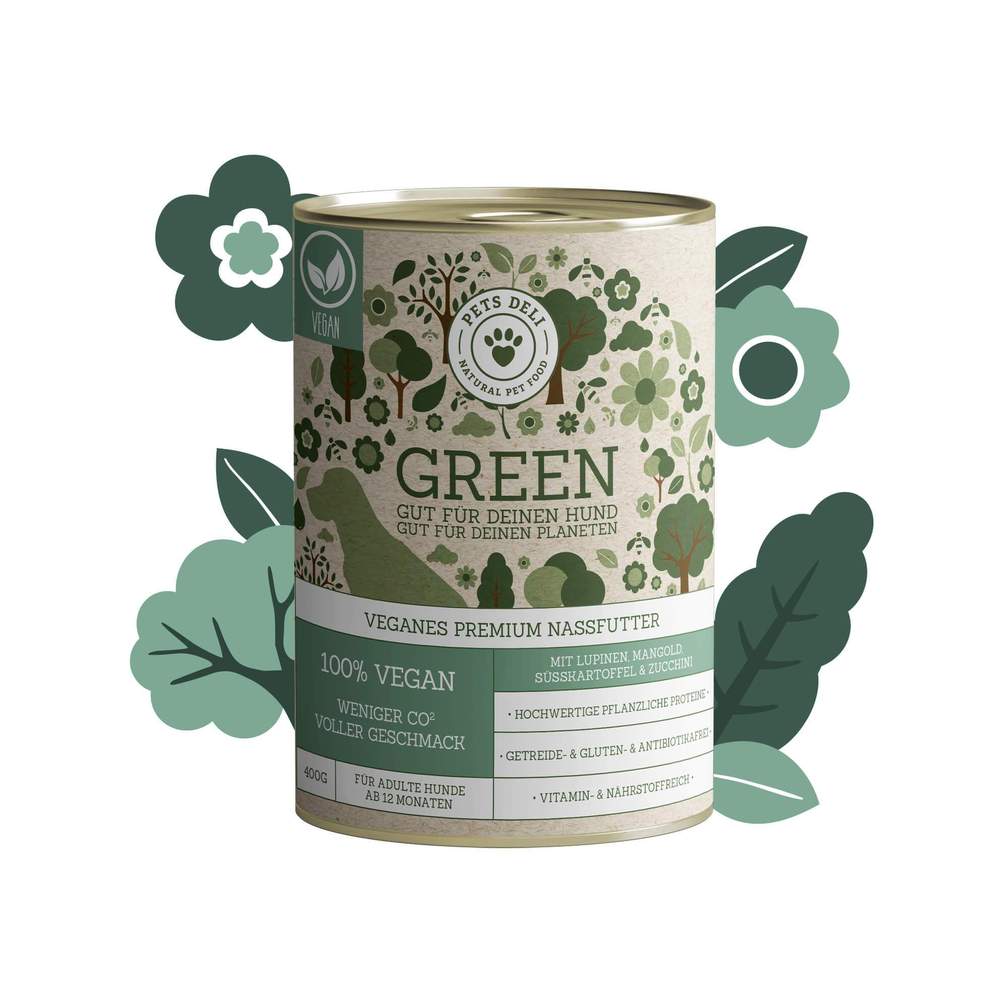 VEGAN
PETS DELI
NATURAL PET FOOD
GREEN
GUT FÜR DEINEN HUND
GUT FÜR DEINEN PLANETEN
VEGANES PREMIUM NASSFUTTER
100% VEGAN
WENIGER CO²
VOLLER GESCHMACK
400G
FÜR ADULTE HUNDE
AB 12 MONATEN
MIT LUPINEN, MANGOLD,
SÜSSKARTOFFEL & ZUCCHINI
· HOCHWERTIGE PFLANZLICHE PROTEINE ·
· GETREIDE- & GLUTEN- & ANTIBIOTIKAFREI ·
· VITAMIN- & NÄHRSTOFFREICH ·